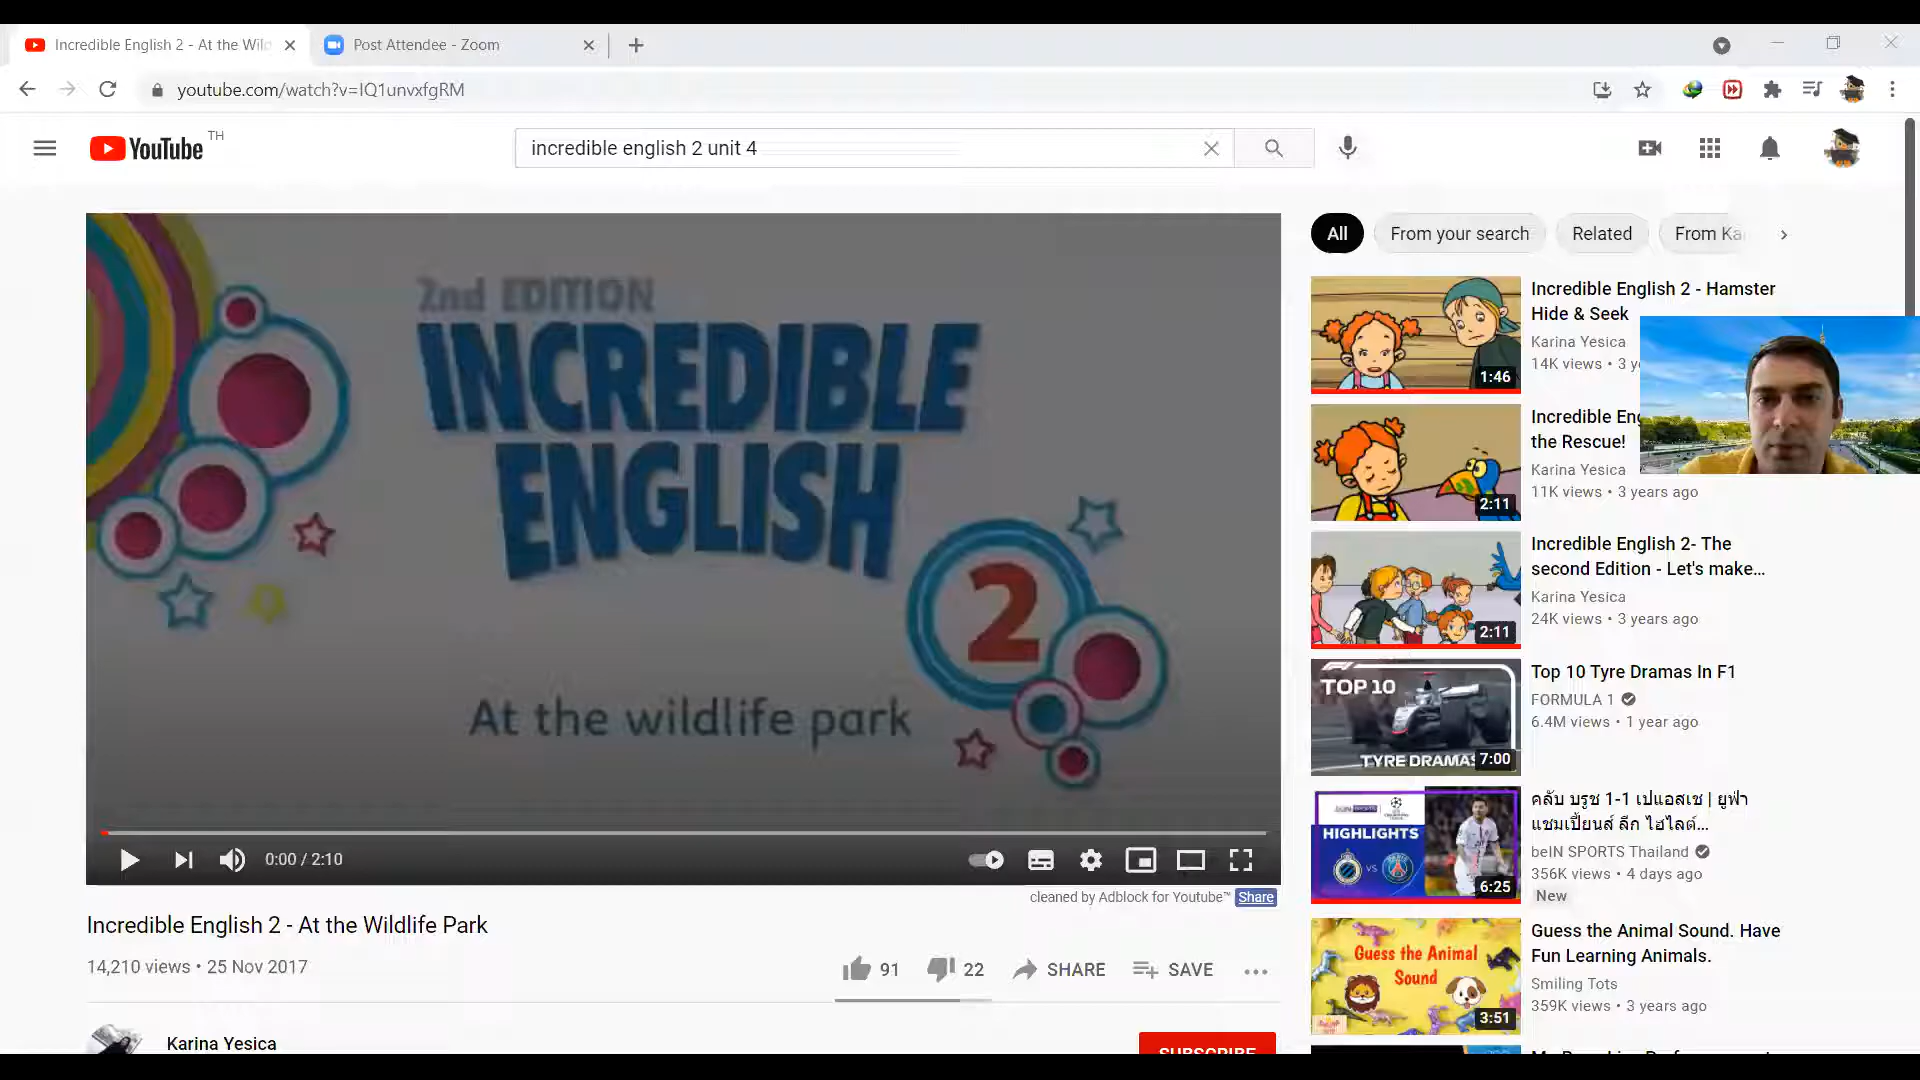 Incredible English 2 - At the Wild
Post Attendee - Zoom
youtube.com/watch?v=IQ1unvxfgRM
YouTube TH
incredible english 2 unit 4
2nd EDITION
INCREDIBLE
ENGLISH
2
At the wildlife park
0:00 / 2:10
cleaned by Adblock for Youtube™ Share
Incredible English 2 - At the Wildlife Park
14,210 views • 25 Nov 2017
91
22
SHARE
SAVE
Karina Yesica
SUBSCRIBE
All
From your search
Related
From Ka
1:46
Incredible English 2 - Hamster
Hide & Seek
Karina Yesica
14K views • 3 y
2:11
Incredible Eng
the Rescue!
Karina Yesica
11K views • 3 years ago
2:11
Incredible English 2- The
second Edition - Let's make...
Karina Yesica
24K views • 3 years ago
TOP 10
TYRE DRAMAS
7:00
Top 10 Tyre Dramas In F1
FORMULA 1
6.4M views • 1 year ago
HIGHLIGHTS
VS
6:25
คลับ บรูช 1-1 เปแอสเช | ยูฟ่า
แชมเปี้ยนส์ ลีก ไฮไลต์...
beIN SPORTS Thailand
356K views • 4 days ago
New
Guess the Animal
Sound
3:51
Guess the Animal Sound. Have
Fun Learning Animals.
Smiling Tots
359K views • 3 years ago